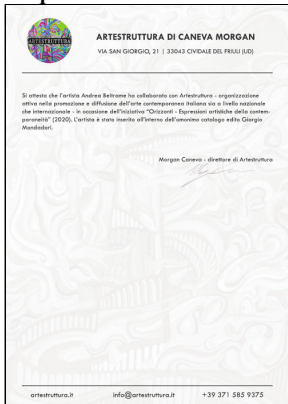 ARTESTRUTTURA
ARTESTRUTTURA DI CANEVA MORGAN
VIA SAN GIORGIO, 21 | 33043 CIVIDALE DEL FRIULI (UD)
Si attesta che l'artista Andrea Beltrame ha collaborato con Artestruttura - organizzazione
attiva nella promozione e diffusione dell'arte contemporanea italiana sia a livello nazionale
che internazionale - in occasione dell'iniziativa "Orizzonti - Espressioni artistiche della contem-
poraneità" (2020). L'artista è stato inserito all'interno dell'omonimo catalogo edito Giorgio
Mondadori.
Morgan Caneva - direttore di Artestruttura
artestruttura.it info@artestruttura.it +39 371 585 9375